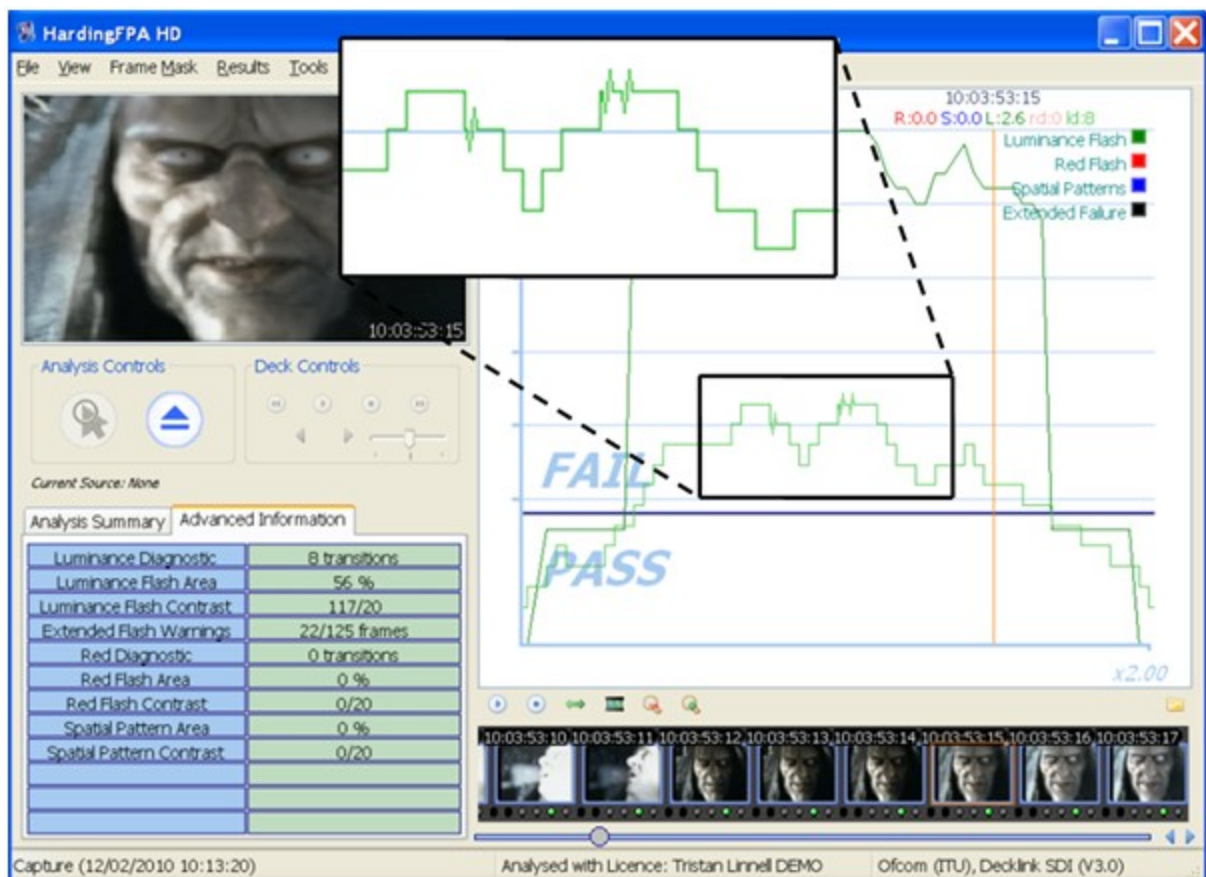 HardingFPA HD
File View Frame Mask Results Tools
10:03:53:15
R:0.0 S:0.0 L:2.6 rd:0 ld:8
Luminance Flash
Red Flash
Spatial Patterns
Extended Failure
10:03:53:15
Analysis Controls Deck Controls
Current Source: None
FAIL
PASS
x2.00
Analysis Summary Advanced Information
Luminance Diagnostic 8 transitions
Luminance Flash Area 56 %
Luminance Flash Contrast 117/20
Extended Flash Warnings 22/125 frames
Red Diagnostic 0 transitions
Red Flash Area 0 %
Red Flash Contrast 0/20
Spatial Pattern Area 0 %
Spatial Pattern Contrast 0/20
10:03:53:10 10:03:53:11 10:03:53:12 10:03:53:13 10:03:53:14 10:03:53:15 10:03:53:16 10:03:53:17
Capture (12/02/2010 10:13:20) Analysed with Licence: Tristan Linnell DEMO Ofcom (ITU), Decklink SDI (V3.0)